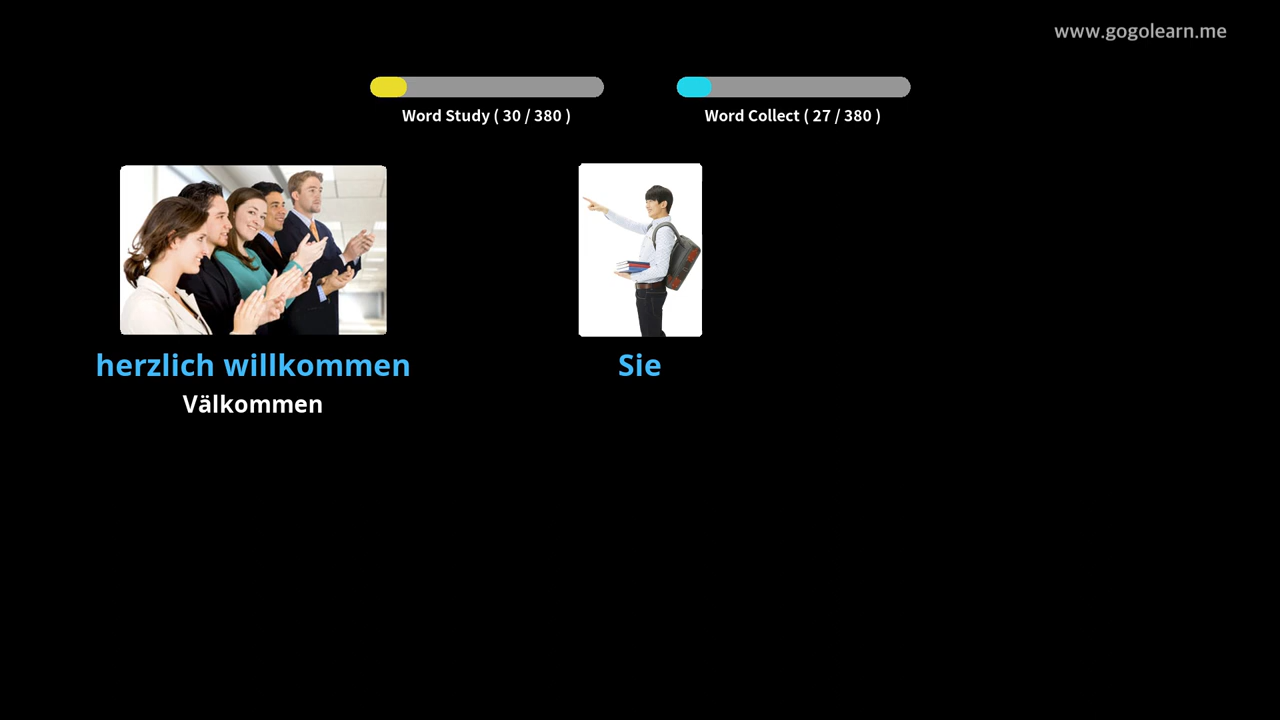 www.gogolearn.me
Word Study ( 30 / 380 )
Word Collect ( 27 / 380 )
herzlich willkommen
Välkommen
Sie